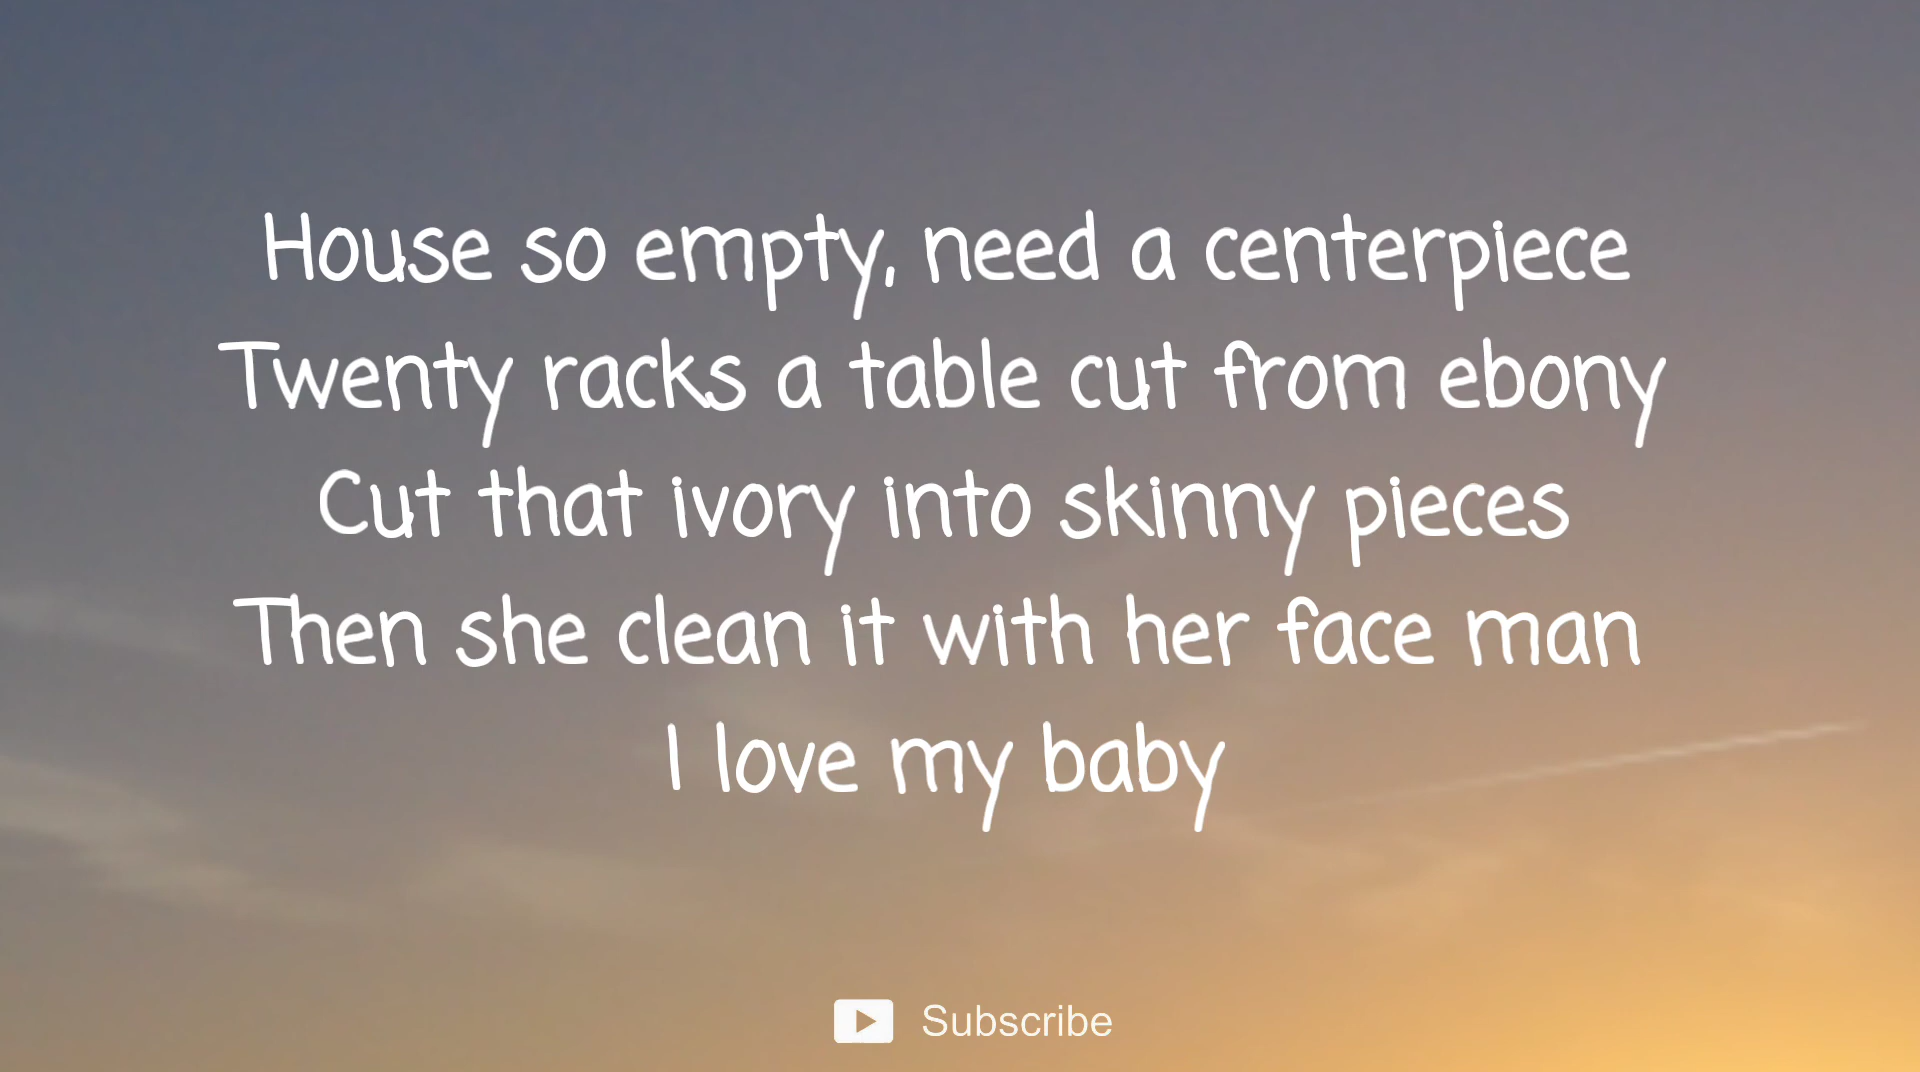 House so empty, need a centerpiece
Twenty racks a table cut from ebony
Cut that ivory into skinny pieces
Then she clean it with her face man
I love my baby
Subscribe